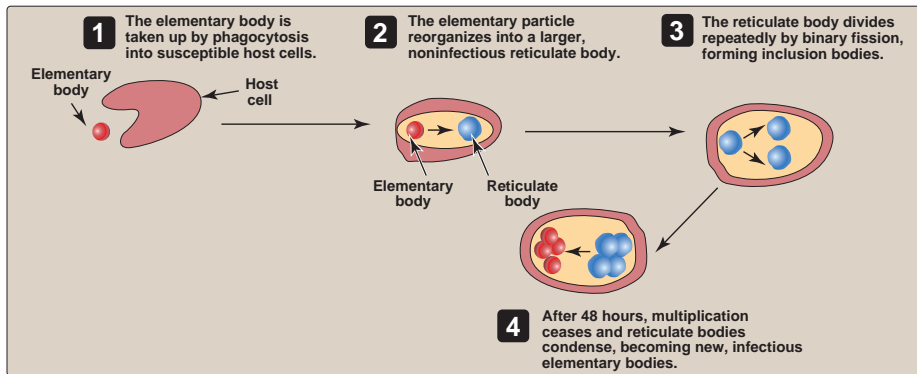 1
The elementary body is
taken up by phagocytosis
into susceptible host cells.
2
The elementary particle
reorganizes into a larger,
noninfectious reticulate body.
3
The reticulate body divides
repeatedly by binary fission,
forming inclusion bodies.
Elementary
body
Host
cell
Elementary
body
Reticulate
body
4
After 48 hours, multiplication
ceases and reticulate bodies
condense, becoming new, infectious
elementary bodies.